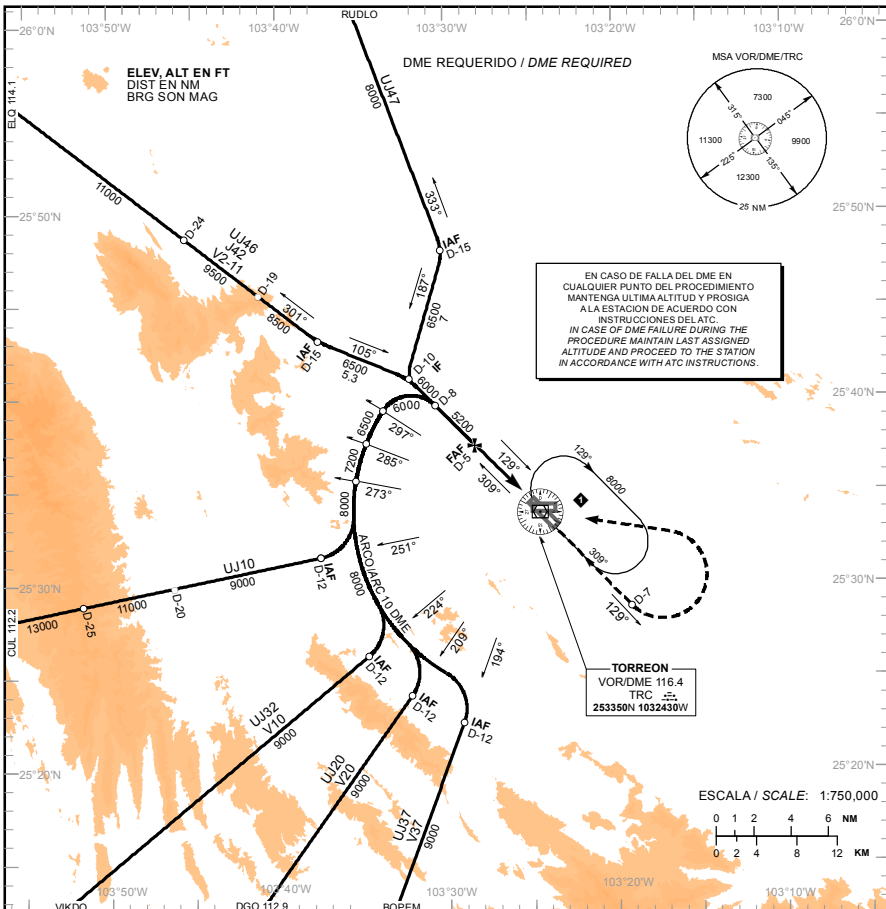 RUDLO
103°50'W
103°40'W
103°30'W
103°20'W
103°10'W
26°0'N
26°0'N
ELEV, ALT EN FT
DIST EN NM
BRG SON MAG
DME REQUERIDO / DME REQUIRED
MSA VOR/DME/TRC
7300
315°
045°
11300
9900
225°
135°
12300
25 NM
ELQ 114.1
UJ47
8000
11000
25°50'N
25°50'N
333°
IAF
D-15
D-24
UJ46
J42
V2-11
9500
D-19
301°
8500
187°
6500
7
EN CASO DE FALLA DEL DME EN
CUALQUIER PUNTO DEL PROCEDIMIENTO
MANTENGA ULTIMA ALTITUD Y PROSIGA
A LA ESTACION DE ACUERDO CON
INSTRUCCIONES DEL ATC.
IN CASE OF DME FAILURE DURING THE
PROCEDURE MAINTAIN LAST ASSIGNED
ALTITUDE AND PROCEED TO THE STATION
IN ACCORDANCE WITH ATC INSTRUCTIONS.
IAF
D-15
105°
6500
5.3
D-10
IF
6000
D-8
25°40'N
25°40'N
6000
5200
6500
297°
FAF
D-5
129°
309°
7200
285°
129°
8000
1
8000
273°
251°
309°
D-7
129°
ARCO/ARC 10 DME
8000
UJ10
9000
IAF
D-12
25°30'N
25°30'N
11000
D-20
13000
D-25
CUL 112.2
224°
209°
194°
IAF
D-12
IAF
D-12
IAF
D-12
TORREON
VOR/DME 116.4
TRC
253350N 1032430W
UJ32
V10
9000
UJ20
V20
9000
UJ37
V37
9000
25°20'N
25°20'N
ESCALA / SCALE: 1:750,000
0 1 2 4 6 NM
0 2 4 8 12 KM
103°50'W
103°40'W
103°30'W
103°20'W
103°10'W
VIKDO
DGO 112.9
BOPEM